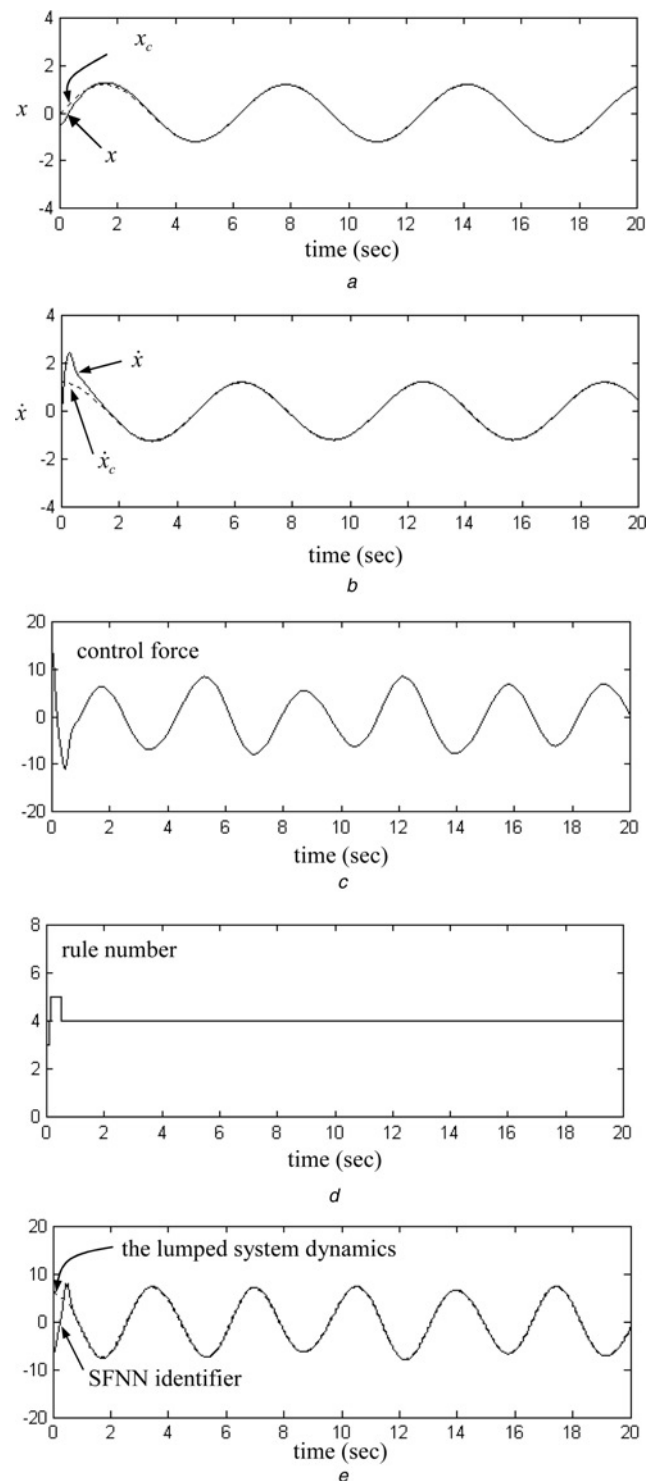 4
x_c
2
x
0
x
-2
-4
0 2 4 6 8 10 12 14 16 18 20
time (sec)
a
4
2
ẋ
ẋ
0
ẋ_c
-2
-4
0 2 4 6 8 10 12 14 16 18 20
time (sec)
b
20
control force
10
0
-10
-20
0 2 4 6 8 10 12 14 16 18 20
time (sec)
c
8
rule number
6
4
2
0
0 2 4 6 8 10 12 14 16 18 20
time (sec)
d
20
the lumped system dynamics
10
0
-10
SFNN identifier
-20
0 2 4 6 8 10 12 14 16 18 20
time (sec)
e